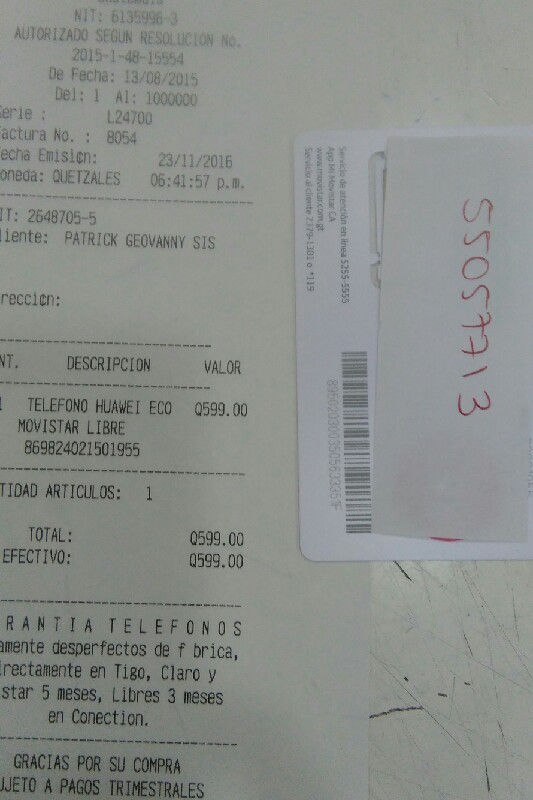 NIT: 6135996-3
AUTORIZADO SEGUN RESOLUCION No.
2015-1-48-15554
De Fecha: 13/08/2015
Del: 1 Al: 1000000
erie : L24700
actura No. : 8054
echa Emisión: 23/11/2016
oneda: QUETZALES 06:41:57 p.m.
IT: 2648705-5
liente: PATRICK GEOVANNY SIS
rección:
NT. DESCRIPCION VALOR
1 TELEFONO HUAWEI ECO Q599.00
MOVISTAR LIBRE
869824021501955
TIDAD ARTICULOS: 1
TOTAL: Q599.00
EFECTIVO: Q599.00
RANTIA TELEFONOS
amente desperfectos de f brica,
irectamente en Tigo, Claro y
star 5 meses, Libres 3 meses
en Conection.
GRACIAS POR SU COMPRA
UJETO A PAGOS TRIMESTRALES
Servicio de atención en línea 5255-5555
App Mi Movistar CA
www.movistar.com.gt
Servicio al cliente 2379-1301 o *119
55057713